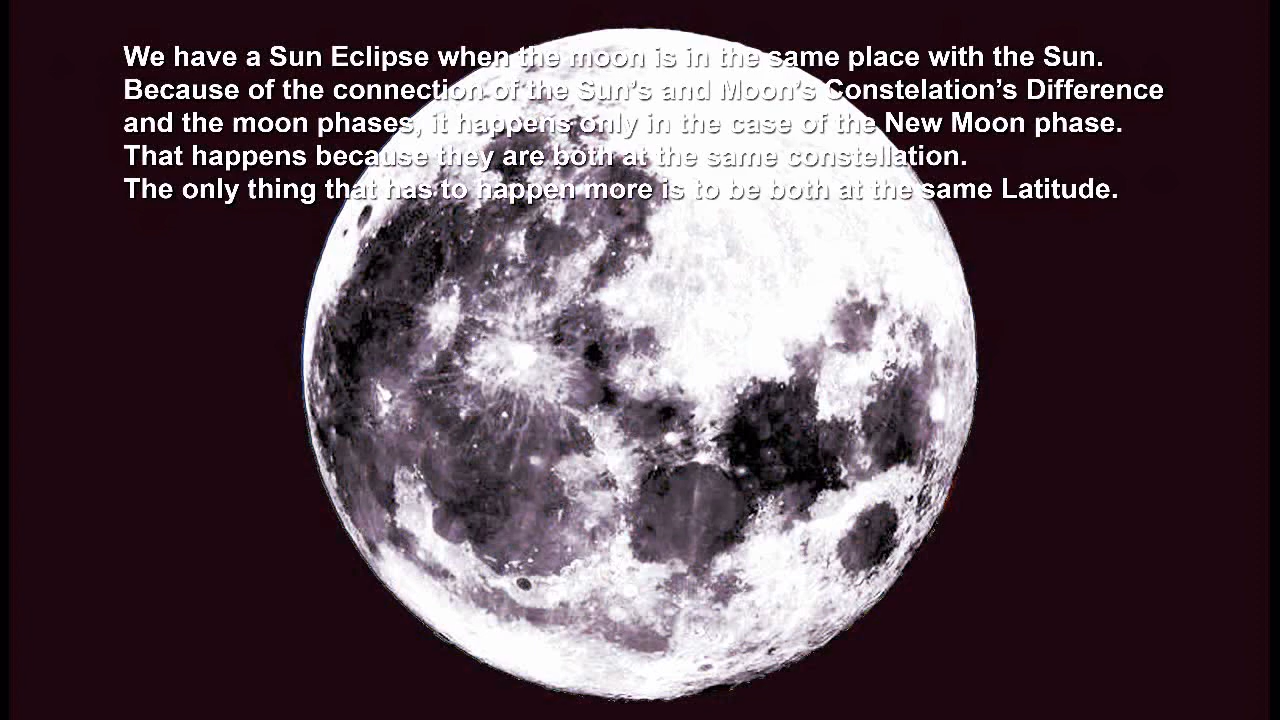 We have a Sun Eclipse when the moon is in the same place with the Sun.
Because of the connection of the Sun's and Moon's Constelation's Difference
and the moon phases, it happens only in the case of the New Moon phase.
That happens because they are both at the same constellation.
The only thing that has to happen more is to be both at the same Latitude.